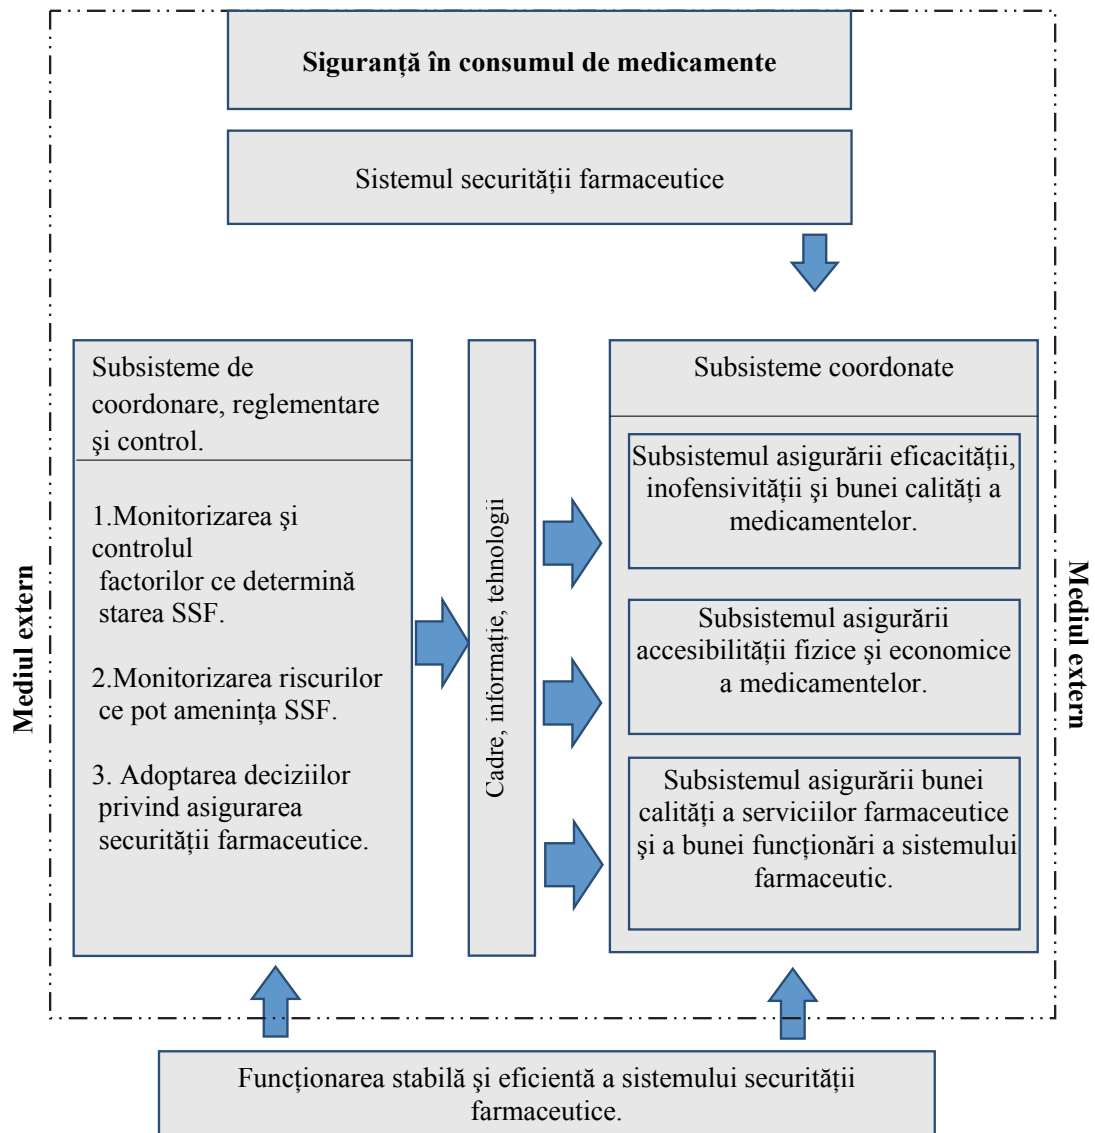 Siguranță în consumul de medicamente
Sistemul securității farmaceutice
Mediul extern
Subsisteme de
coordonare, reglementare
şi control.
1.Monitorizarea şi
controlul
factorilor ce determină
starea SSF.
2.Monitorizarea riscurilor
ce pot amenința SSF.
3. Adoptarea deciziilor
privind asigurarea
securității farmaceutice.
Cadre, informație, tehnologii
Subsisteme coordonate
Subsistemul asigurării eficacității,
inofensivității şi bunei calități a
medicamentelor.
Subsistemul asigurării
accesibilității fizice şi economice
a medicamentelor.
Subsistemul asigurării bunei
calități a serviciilor farmaceutice
şi a bunei funcționări a sistemului
farmaceutic.
Mediul extern
Funcționarea stabilă şi eficientă a sistemului securității
farmaceutice.